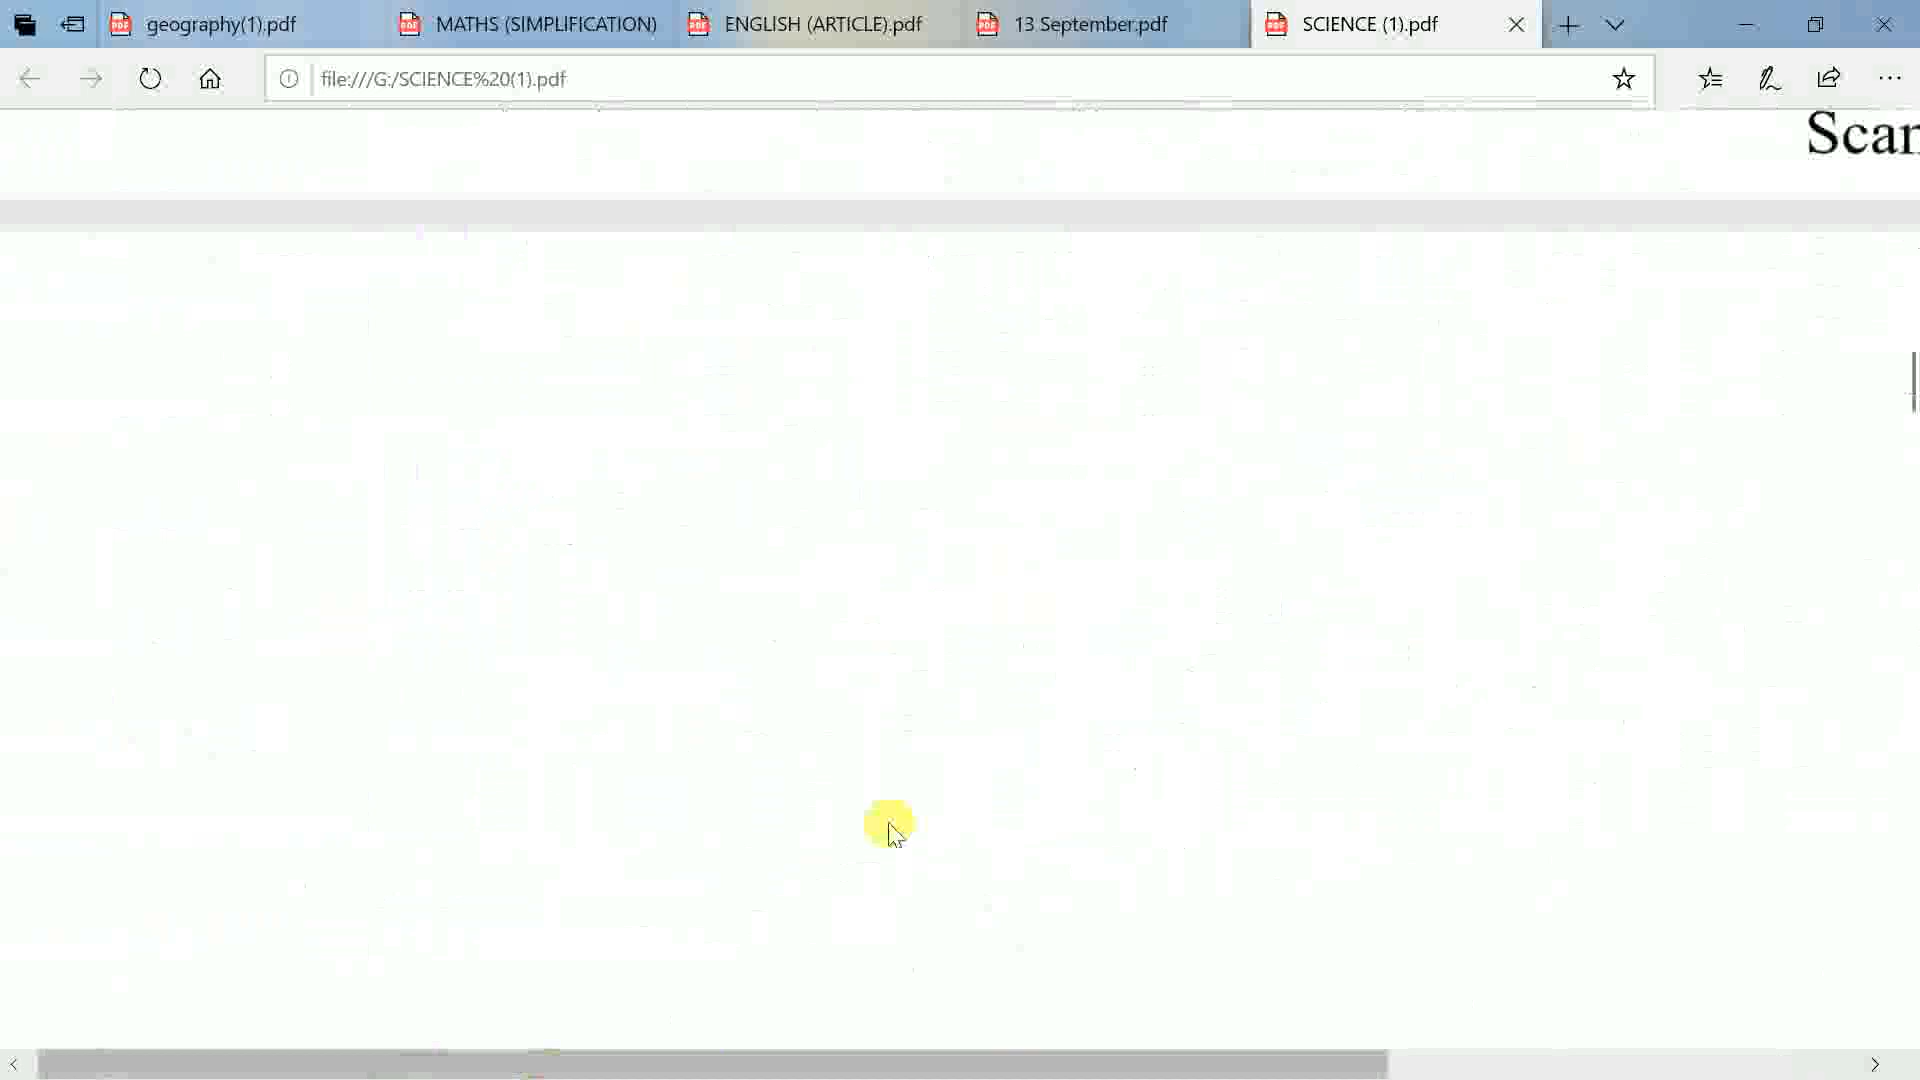 geography(1).pdf
MATHS (SIMPLIFICATION)
ENGLISH (ARTICLE).pdf
13 September.pdf
SCIENCE (1).pdf
file:///G:/SCIENCE%20(1).pdf
Scan